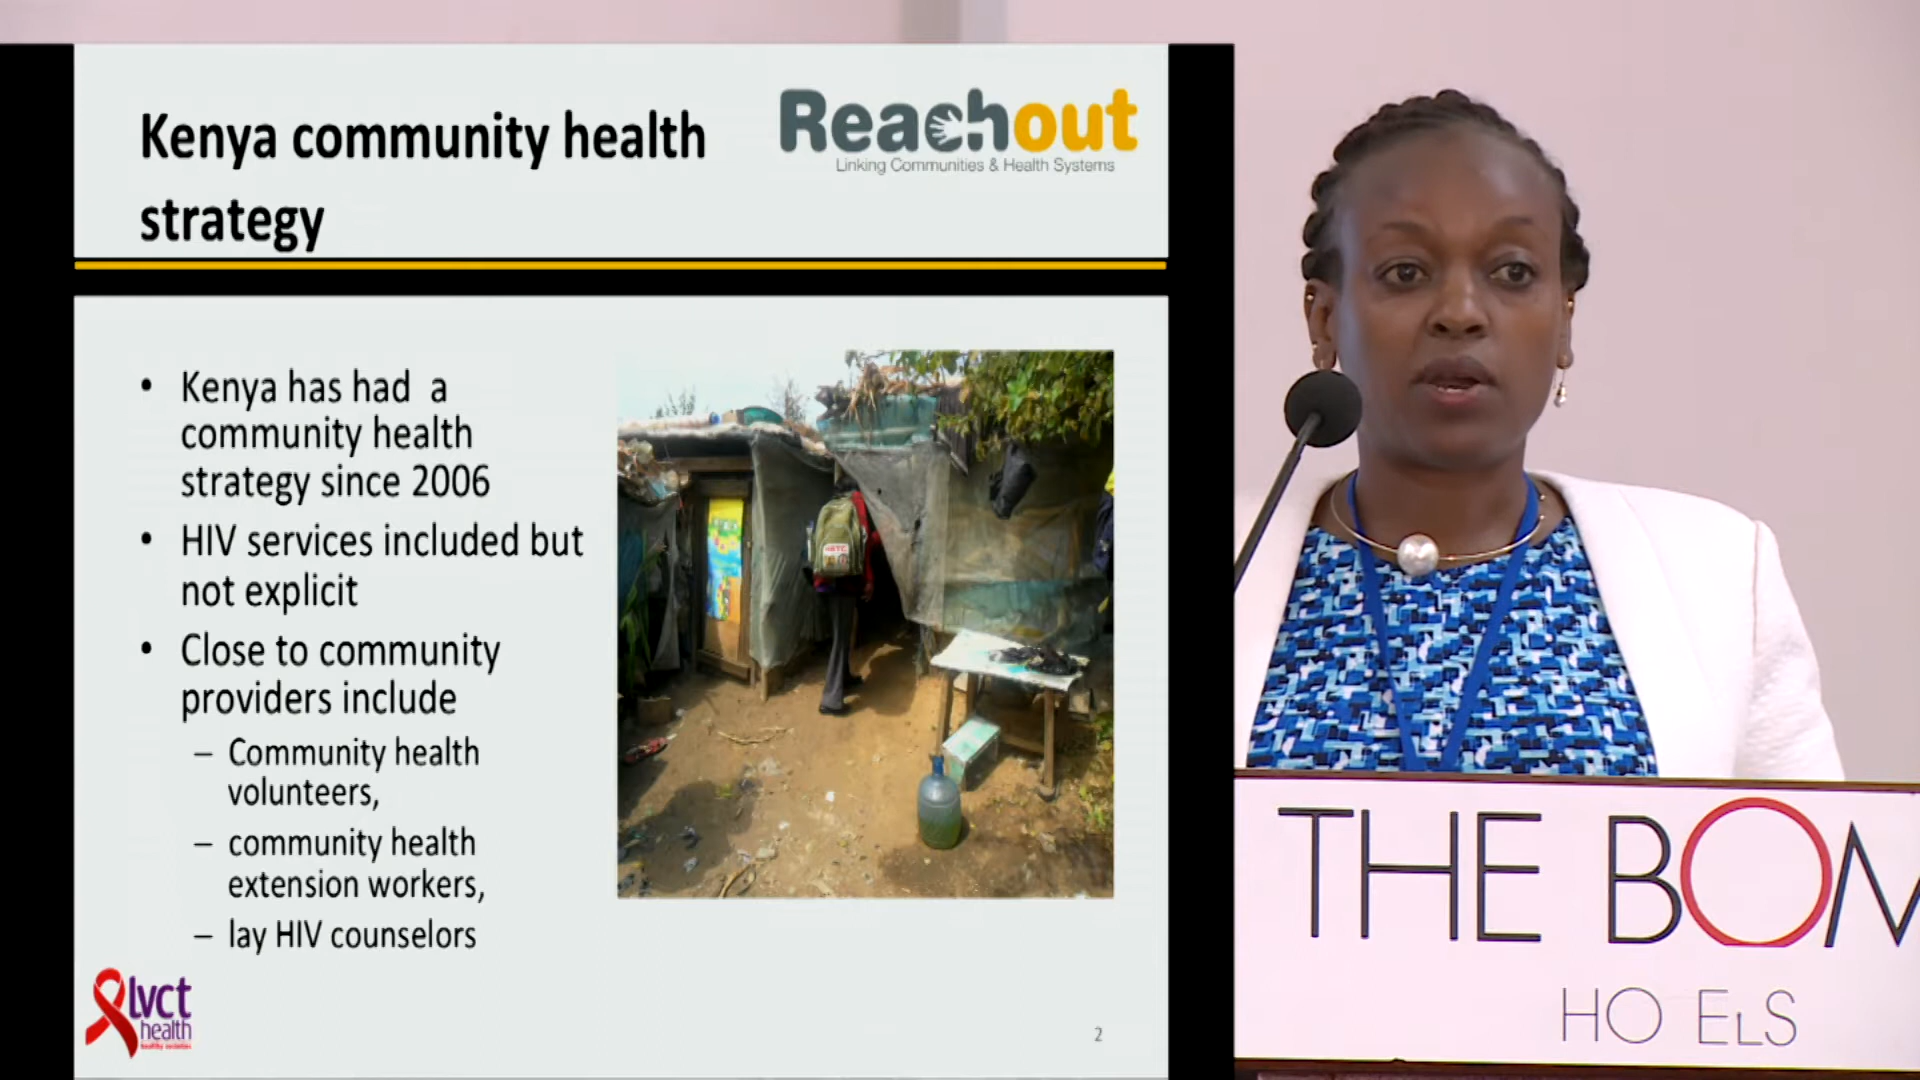 Kenya community health
strategy
Reachout
Linking Communities & Health Systems
• Kenya has had a
community health
strategy since 2006
• HIV services included but
not explicit
• Close to community
providers include
– Community health
volunteers,
– community health
extension workers,
– lay HIV counselors
HBTC
lvct
health
2
THE BOM
HOTELS